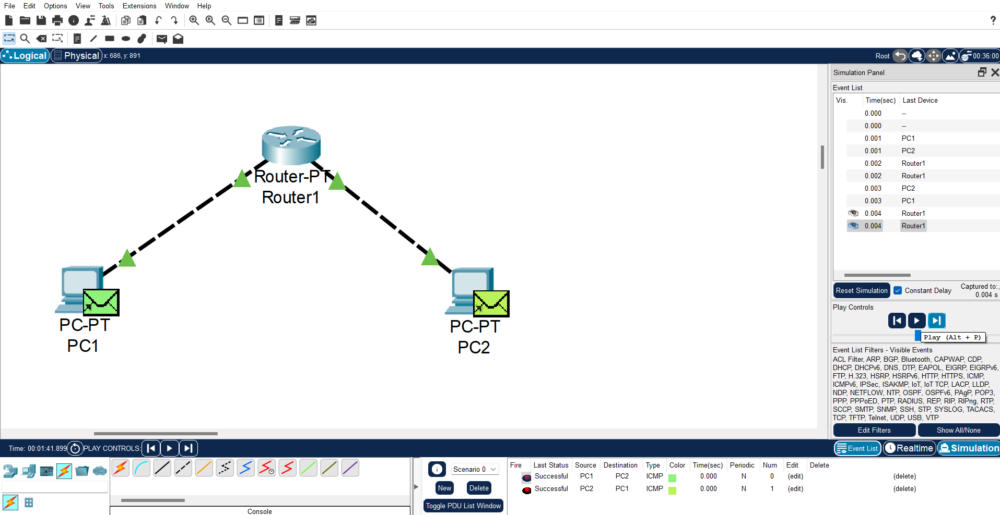 File Edit Options View Tools Extensions Window Help
?
Logical Physical x: 686, y: 891 Root 00:36:00
Simulation Panel
Event List
Vis. Time(sec) Last Device
0.000 --
0.000 --
0.001 PC1
0.001 PC2
0.002 Router1
0.002 Router1
0.003 PC2
0.003 PC1
0.004 Router1
0.004 Router1
Router-PT
Router1
PC-PT
PC1
PC-PT
PC2
Reset Simulation Constant Delay Captured to:
0.004 s
Play Controls
Play (Alt + P)
Event List Filters - Visible Events
ACL Filter, ARP, BGP, Bluetooth, CAPWAP, CDP,
DHCP, DHCPv6, DNS, DTP, EAPOL, EIGRP, EIGRPv6,
FTP, H.323, HSRP, HSRPv6, HTTP, HTTPS, ICMP,
ICMPv6, IPSec, ISAKMP, IoT, IoT TCP, LACP, LLDP,
NDP, NETFLOW, NTP, OSPF, OSPFv6, PAgP, POP3,
PPP, PPPoED, PTP, RADIUS, REP, RIP, RIPng, RTP,
SCCP, SMTP, SNMP, SSH, STP, SYSLOG, TACACS,
TCP, TFTP, Telnet, UDP, USB, VTP
Edit Filters Show All/None
Time: 00:01:41.899 PLAY CONTROLS: Event List Realtime Simulation
Scenario 0
New Delete
Toggle PDU List Window
Fire Last Status Source Destination Type Color Time(sec) Periodic Num Edit Delete
Successful PC1 PC2 ICMP 0.000 N 0 (edit) (delete)
Successful PC2 PC1 ICMP 0.000 N 1 (edit) (delete)
Console